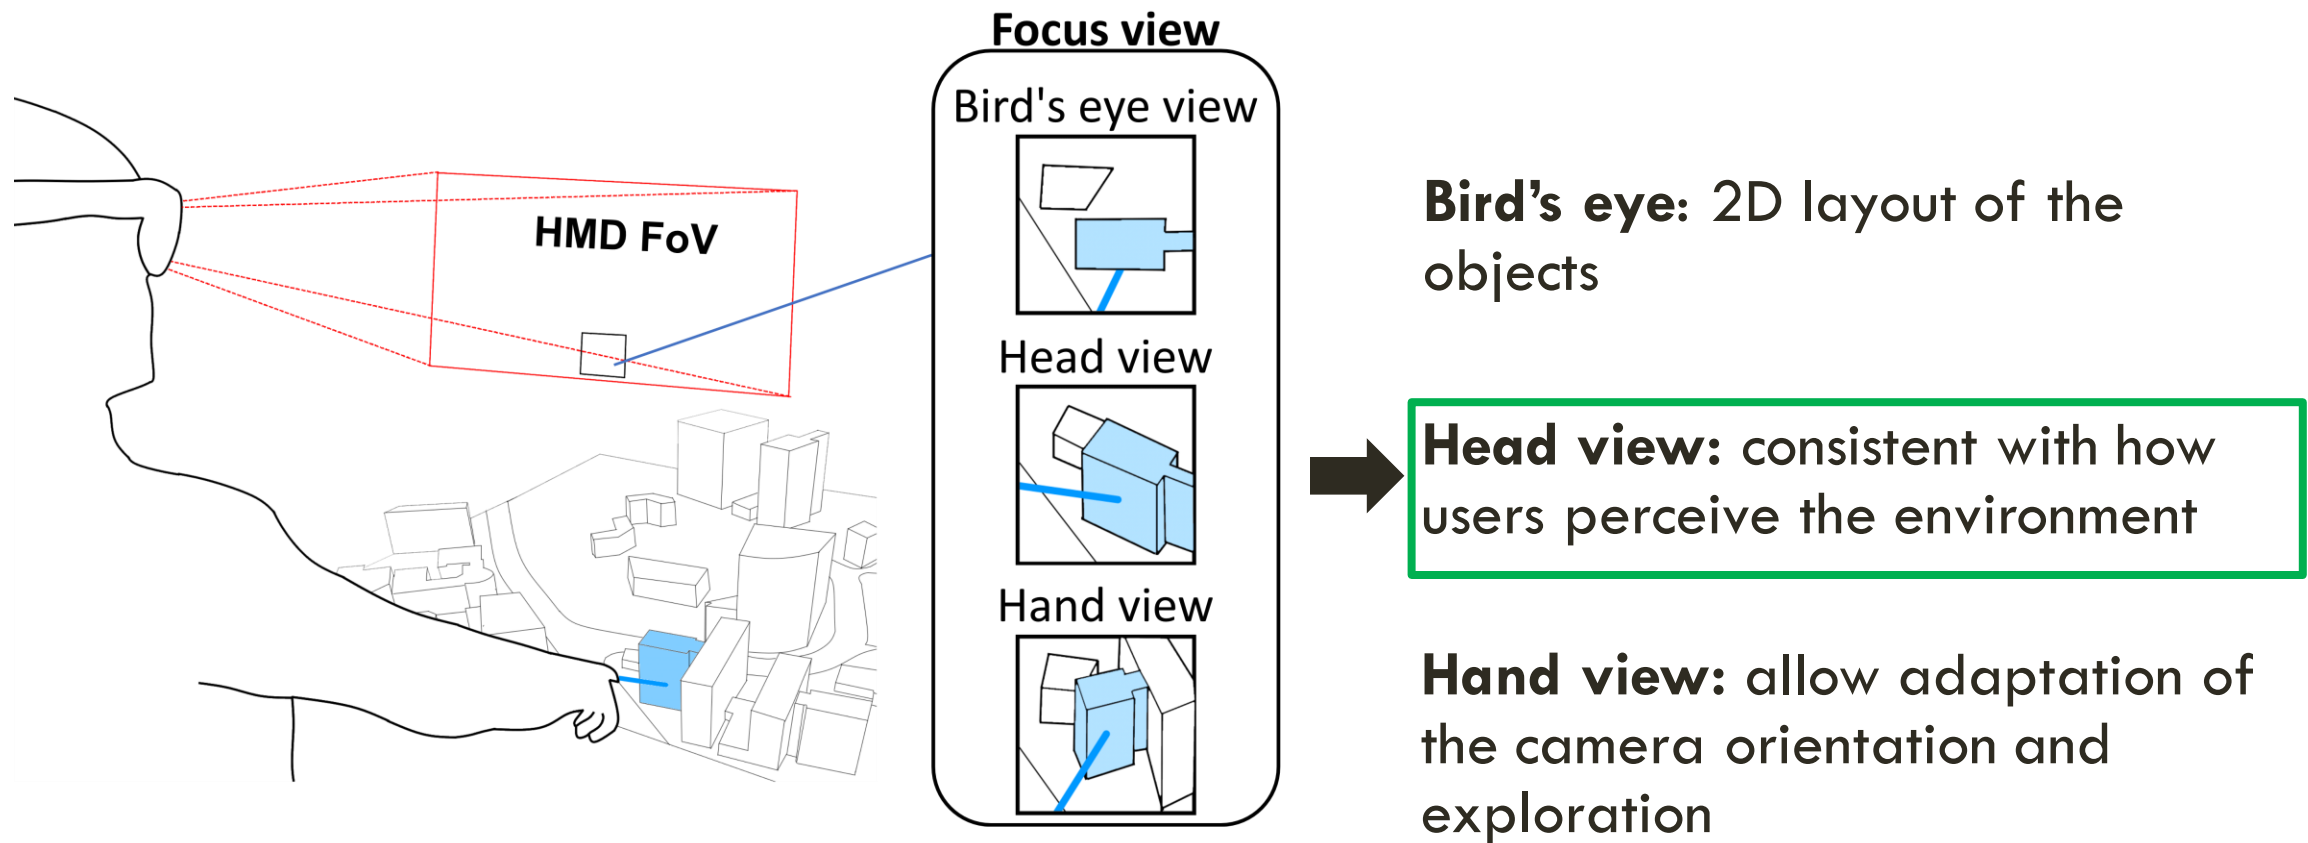 Focus view
Bird's eye view
HMD FoV
Head view
Hand view
Bird’s eye: 2D layout of the
objects
Head view: consistent with how
users perceive the environment
Hand view: allow adaptation of
the camera orientation and
exploration